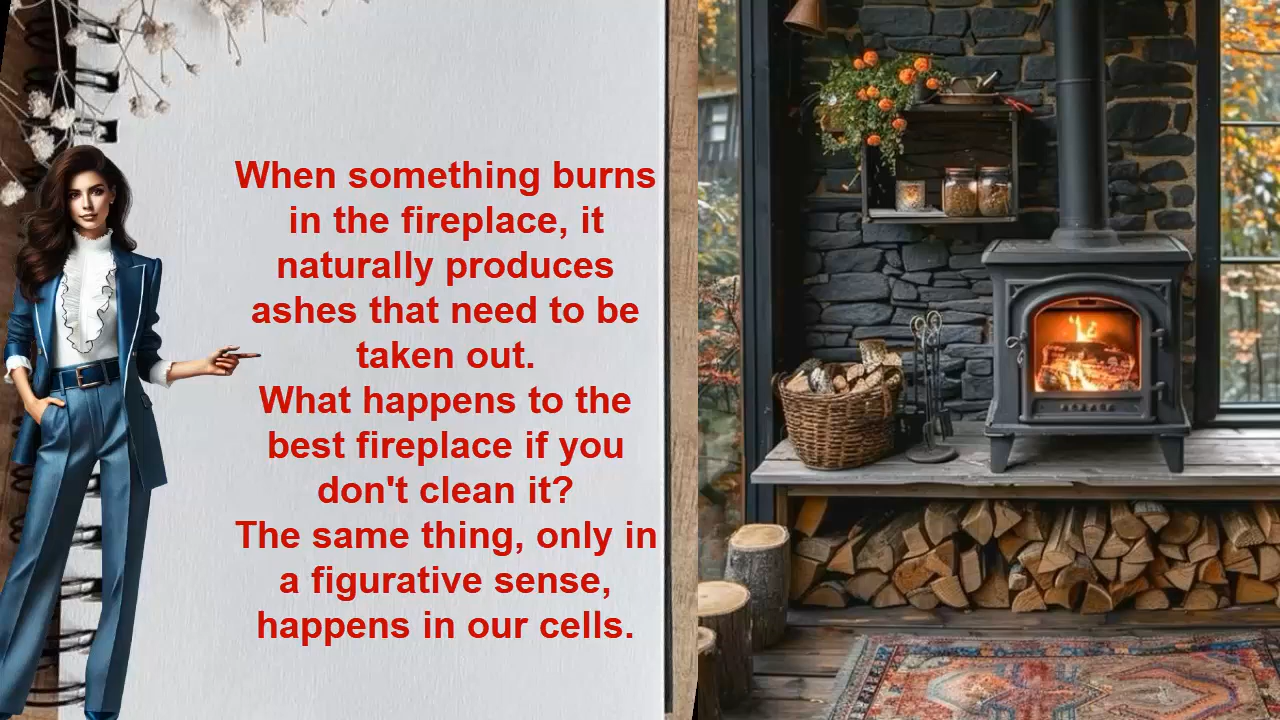 When something burns
in the fireplace, it
naturally produces
ashes that need to be
taken out.
What happens to the
best fireplace if you
don't clean it?
The same thing, only in
a figurative sense,
happens in our cells.